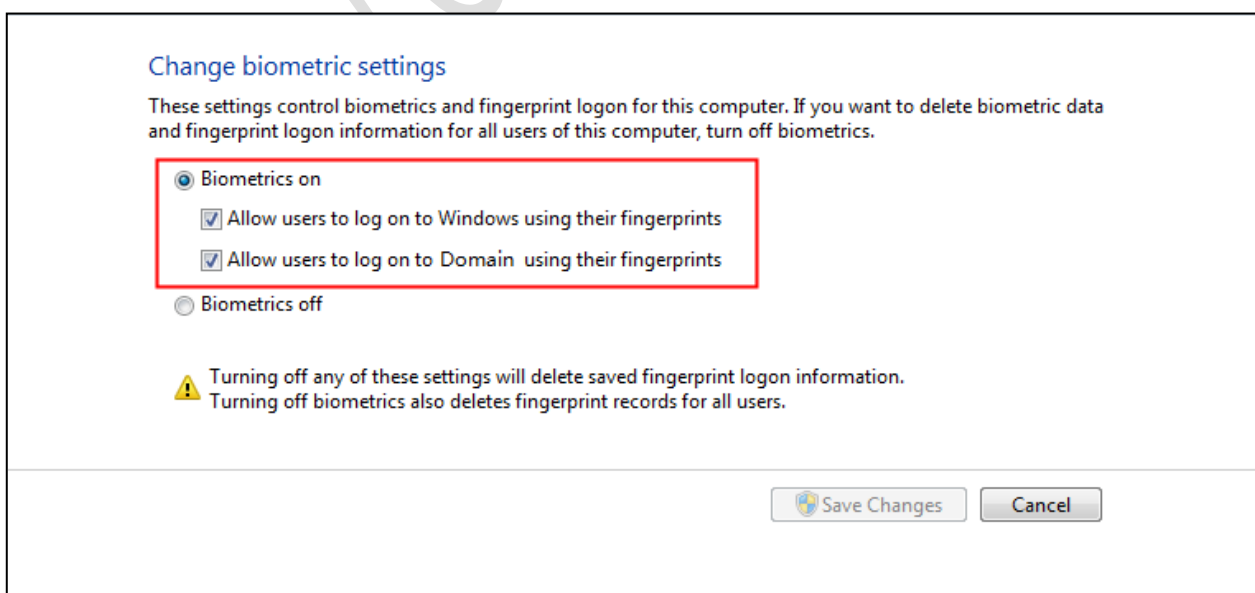 Change biometric settings
These settings control biometrics and fingerprint logon for this computer. If you want to delete biometric data
and fingerprint logon information for all users of this computer, turn off biometrics.
Biometrics on
Allow users to log on to Windows using their fingerprints
Allow users to log on to Domain using their fingerprints
Biometrics off
Turning off any of these settings will delete saved fingerprint logon information.
Turning off biometrics also deletes fingerprint records for all users.
Save Changes Cancel